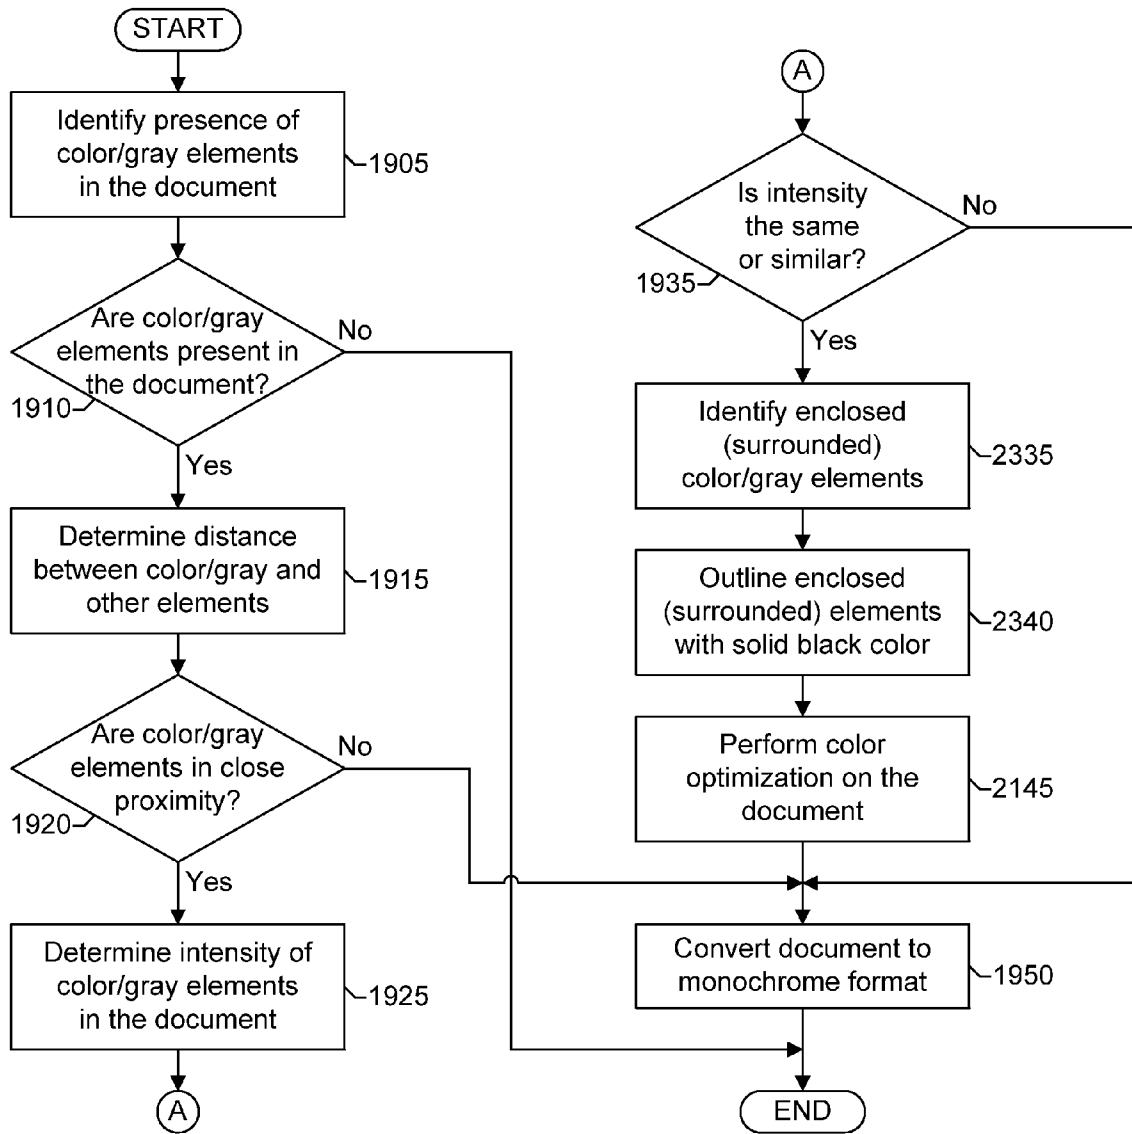 START
Identify presence of
color/gray elements
in the document
1905
Are color/gray
elements present in
the document?
1910
No
Yes
Determine distance
between color/gray and
other elements
1915
Are color/gray
elements in close
proximity?
1920
No
Yes
Determine intensity of
color/gray elements
in the document
1925
A
A
Is intensity
the same
or similar?
1935
No
Yes
Identify enclosed
(surrounded)
color/gray elements
2335
Outline enclosed
(surrounded) elements
with solid black color
2340
Perform color
optimization on the
document
2145
Convert document to
monochrome format
1950
END